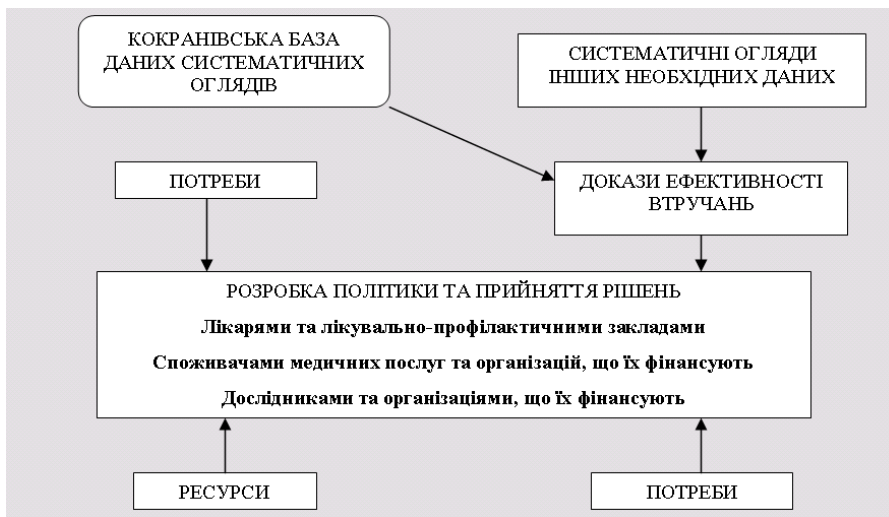 КОКРАНІВСЬКА БАЗА
ДАНИХ СИСТЕМАТИЧНИХ
ОГЛЯДІВ
СИСТЕМАТИЧНІ ОГЛЯДИ
ІНШИХ НЕОБХІДНИХ ДАНИХ
ПОТРЕБИ
ДОКАЗИ ЕФЕКТИВНОСТІ
ВТРУЧАНЬ
РОЗРОБКА ПОЛІТИКИ ТА ПРИЙНЯТТЯ РІШЕНЬ
Лікарями та лікувально-профілактичними закладами
Споживачами медичних послуг та організацій, що їх фінансують
Дослідниками та організаціями, що їх фінансують
РЕСУРСИ
ПОТРЕБИ